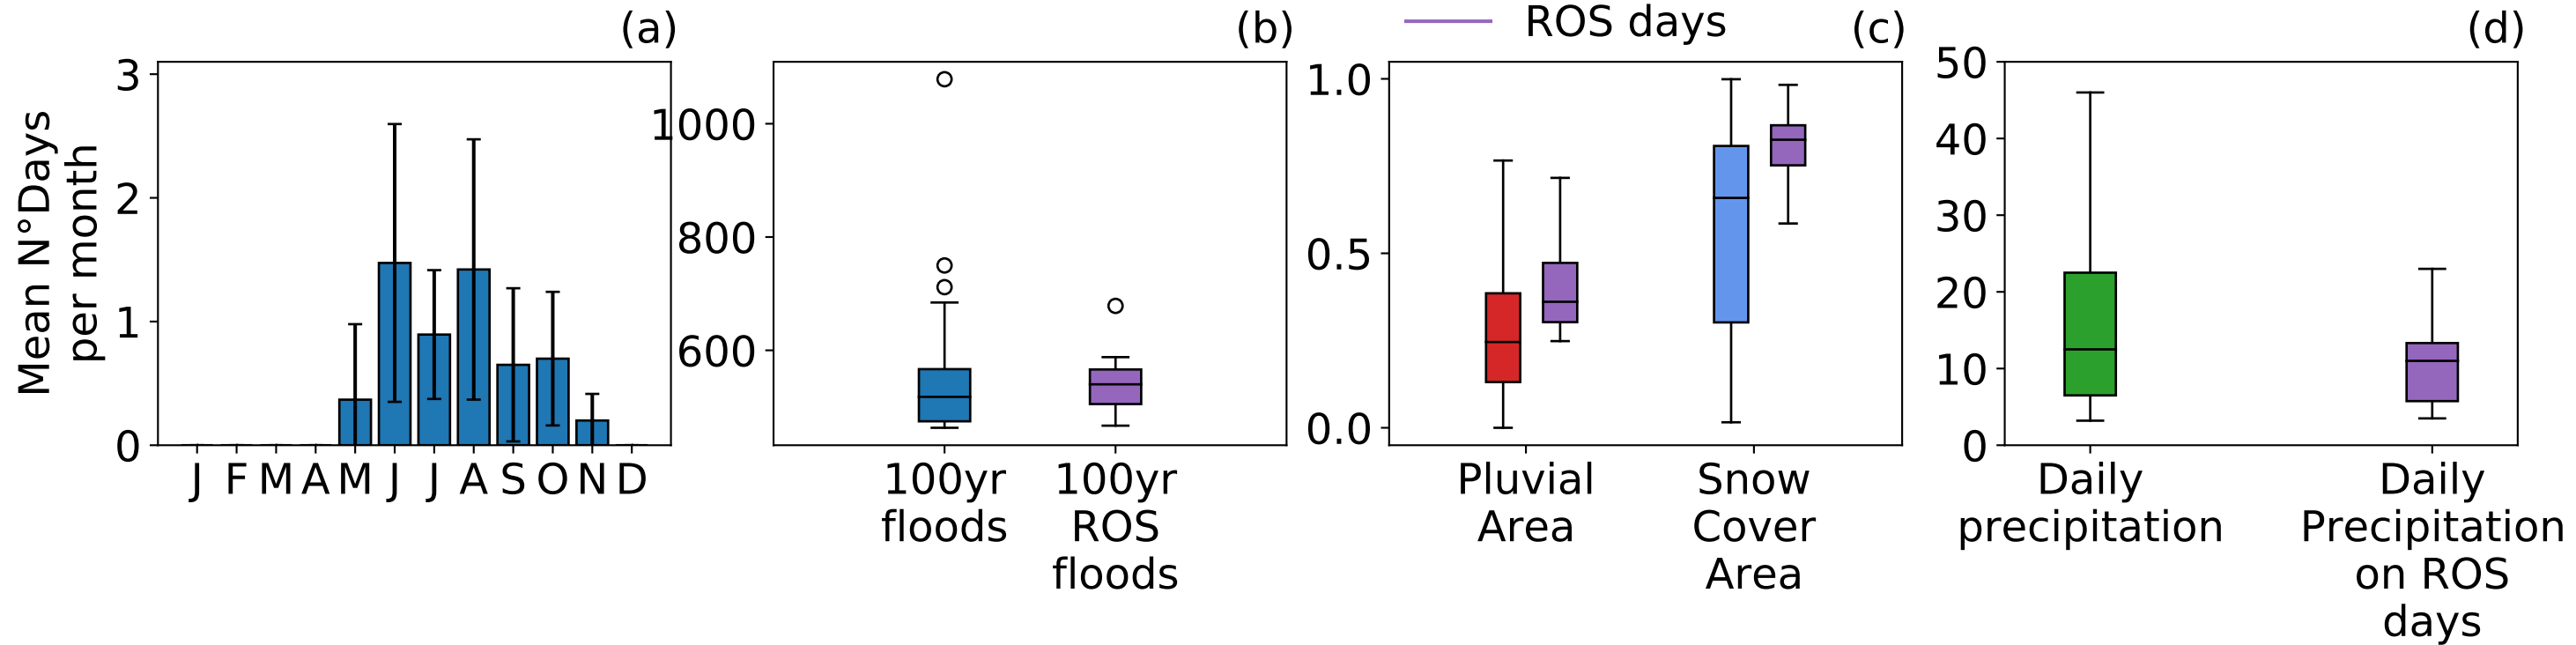 (a)
(b)
ROS days
(c)
(d)
Mean N°Days
per month
3
2
1
0
J F M A M J J A S O N D
1000
800
600
100yr
floods
100yr
ROS
floods
1.0
0.5
0.0
Pluvial
Area
Snow
Cover
Area
50
40
30
20
10
0
Daily
precipitation
Daily
Precipitation
on ROS
days